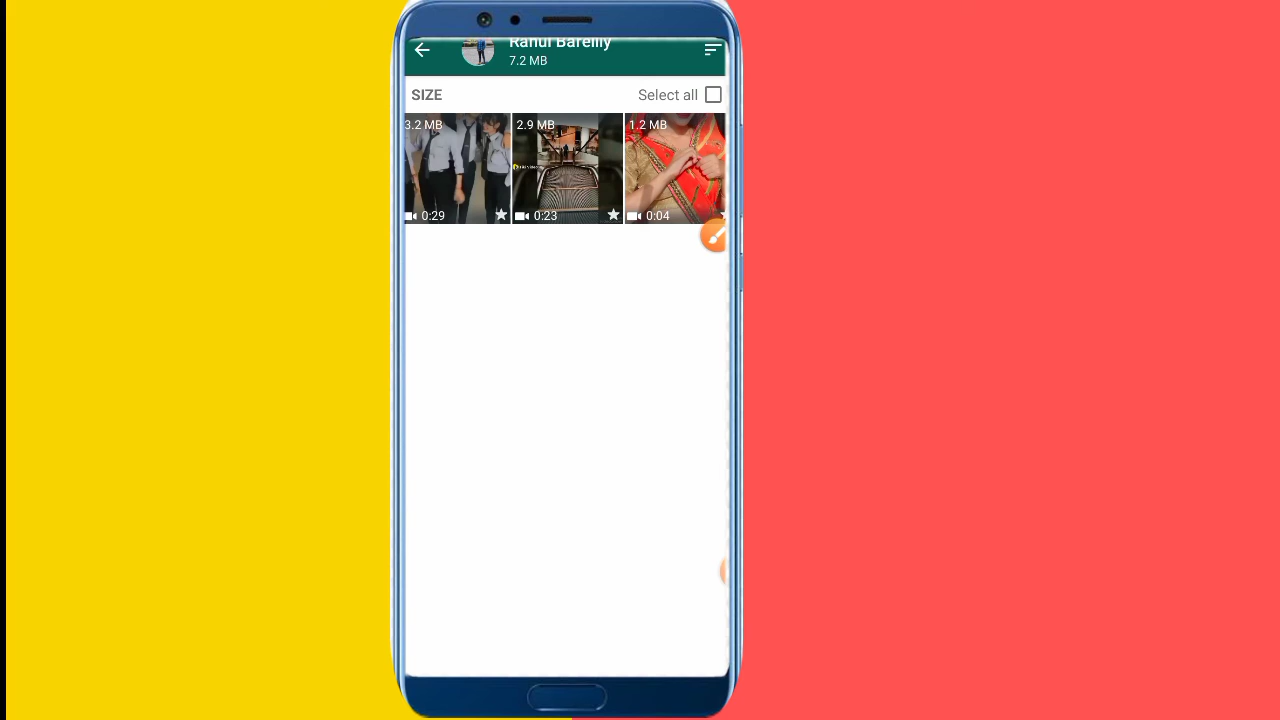 Rahul Bareilly
7.2 MB
SIZE Select all
3.2 MB 2.9 MB 1.2 MB
0:29 0:23 0:04